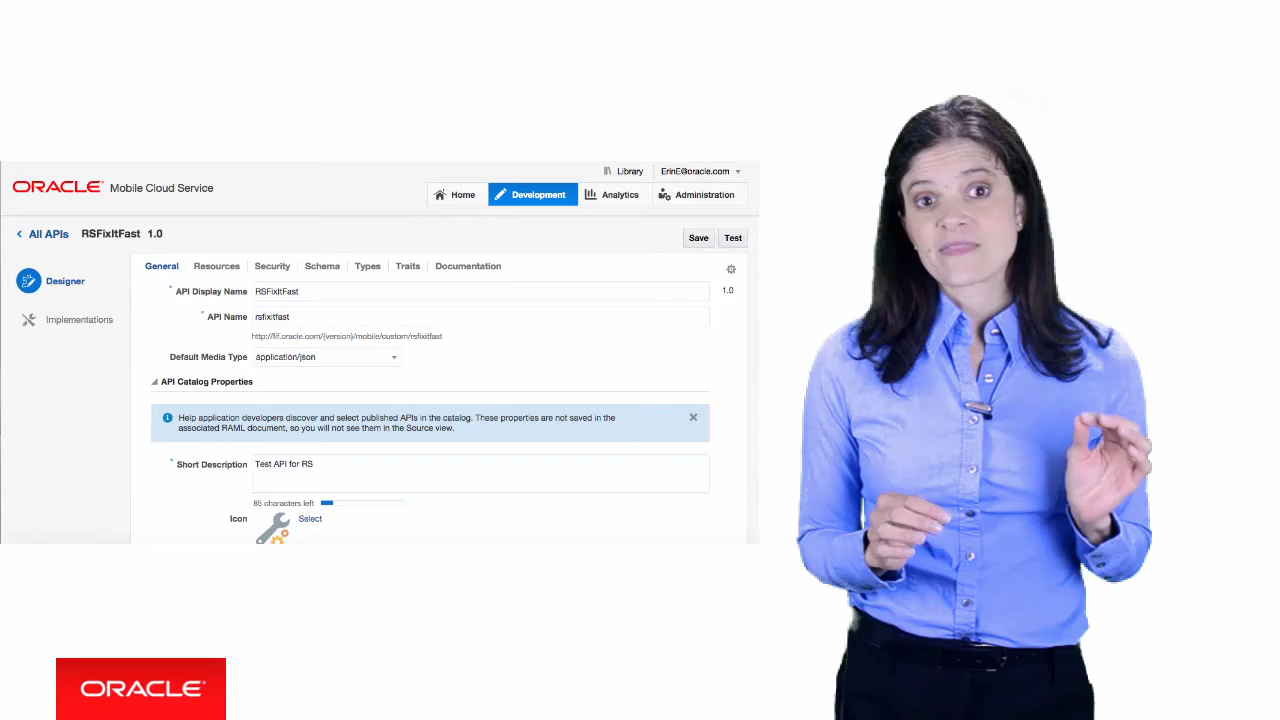 Library ErinE@oracle.com
ORACLE Mobile Cloud Service
Home Development Analytics Administration
All APIs RSFixItFast 1.0
Save Test
General Resources Security Schema Types Traits Documentation
Designer
Implementations
* API Display Name RSFixItFast 1.0
* API Name rsfixitfast
http://fif.oracle.com/{version}/mobile/custom/rsfixitfast
Default Media Type application/json
API Catalog Properties
Help application developers discover and select published APIs in the catalog. These properties are not saved in the
associated RAML document, so you will not see them in the Source view.
* Short Description Test API for RS
85 characters left
Icon Select
ORACLE®